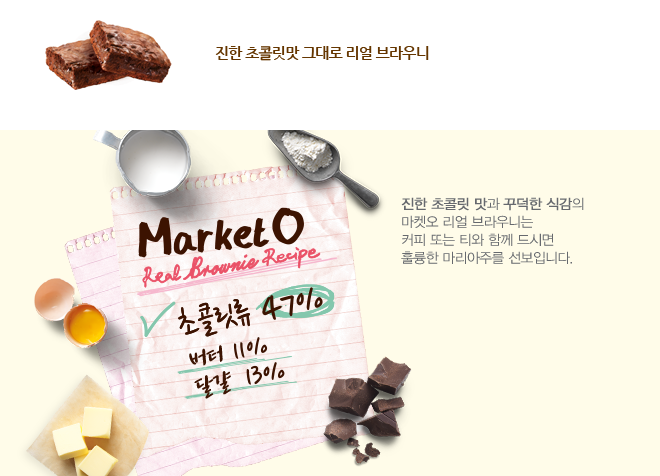 진한 초콜릿맛 그대로 리얼 브라우니
진한 초콜릿 맛과 꾸덕한 식감의
마켓오 리얼 브라우니는
커피 또는 티와 함께 드시면
훌륭한 마리아주를 선보입니다.
Market O
Real Brownie Recipe
초콜릿류 47%
버터 11%
달걀 13%